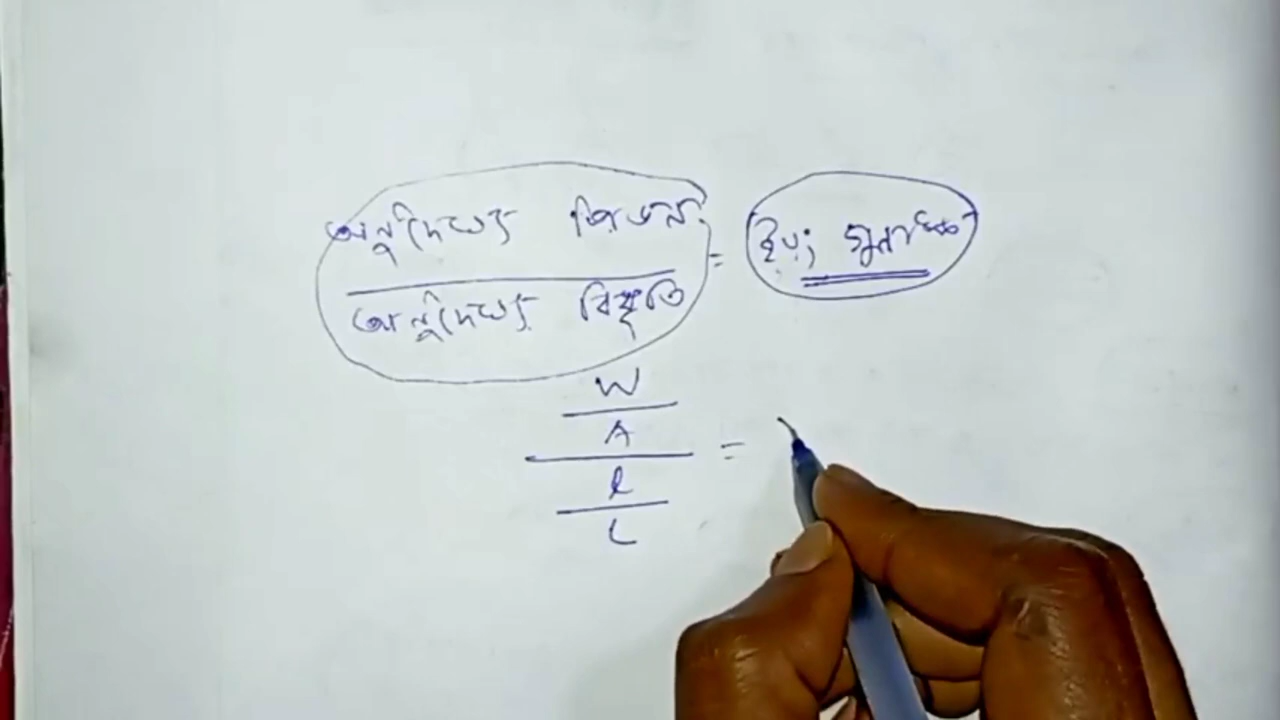 অনুদৈর্ঘ্য পীড়ন = ইয়ং গুনাঙ্ক
অনুদৈর্ঘ্য বিকৃতি
W
A
=
l
L